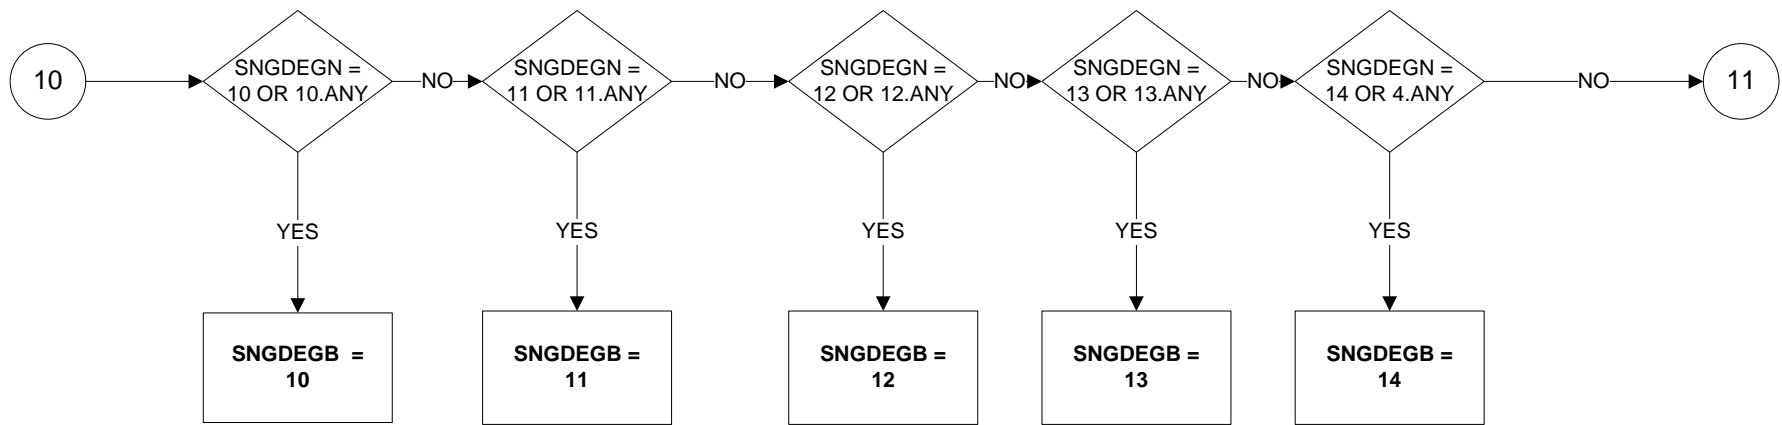 10
SNGDEGN =
10 OR 10.ANY
NO
SNGDEGN =
11 OR 11.ANY
NO
SNGDEGN =
12 OR 12.ANY
NO
SNGDEGN =
13 OR 13.ANY
NO
SNGDEGN =
14 OR 4.ANY
NO
11
YES
YES
YES
YES
YES
SNGDEGB =
10
SNGDEGB =
11
SNGDEGB =
12
SNGDEGB =
13
SNGDEGB =
14